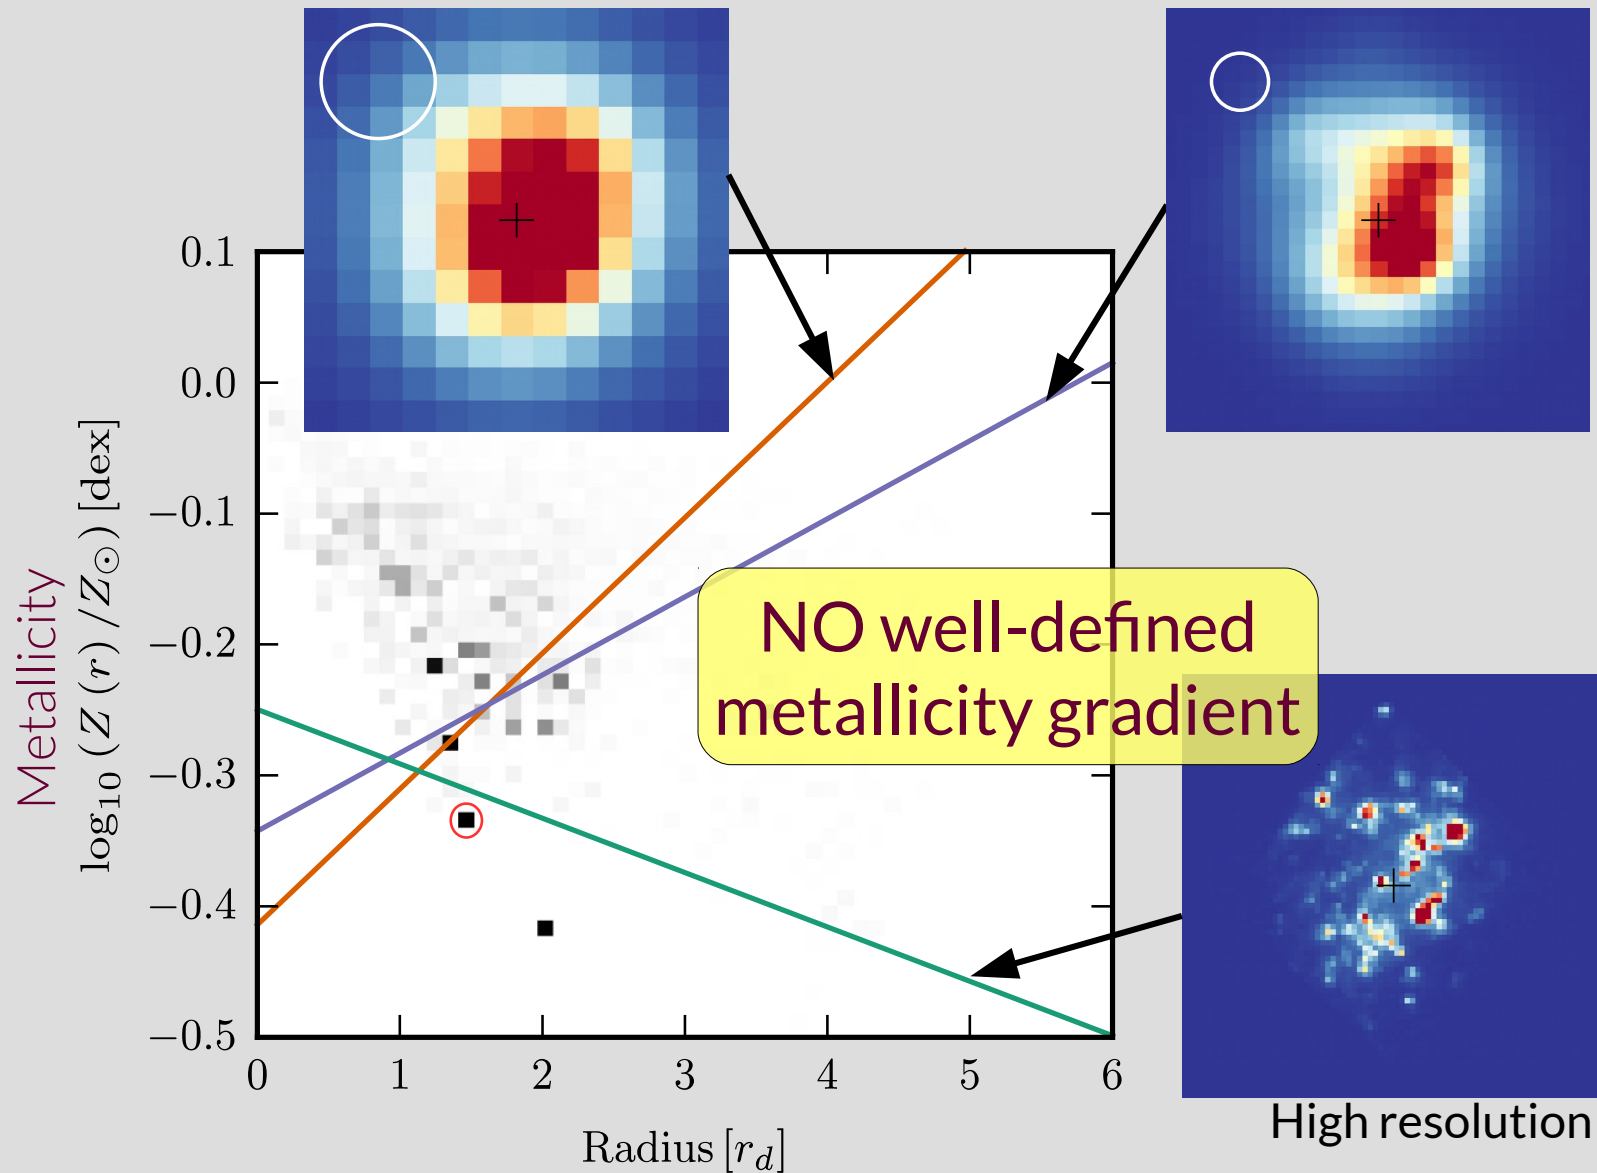 0.1
0.0
−0.1
−0.2
−0.3
−0.4
−0.5
Metallicity
log₁₀ (Z (r) /Z⊙) [dex]
NO well-defined
metallicity gradient
0 1 2 3 4 5 6
Radius [r_d]
High resolution